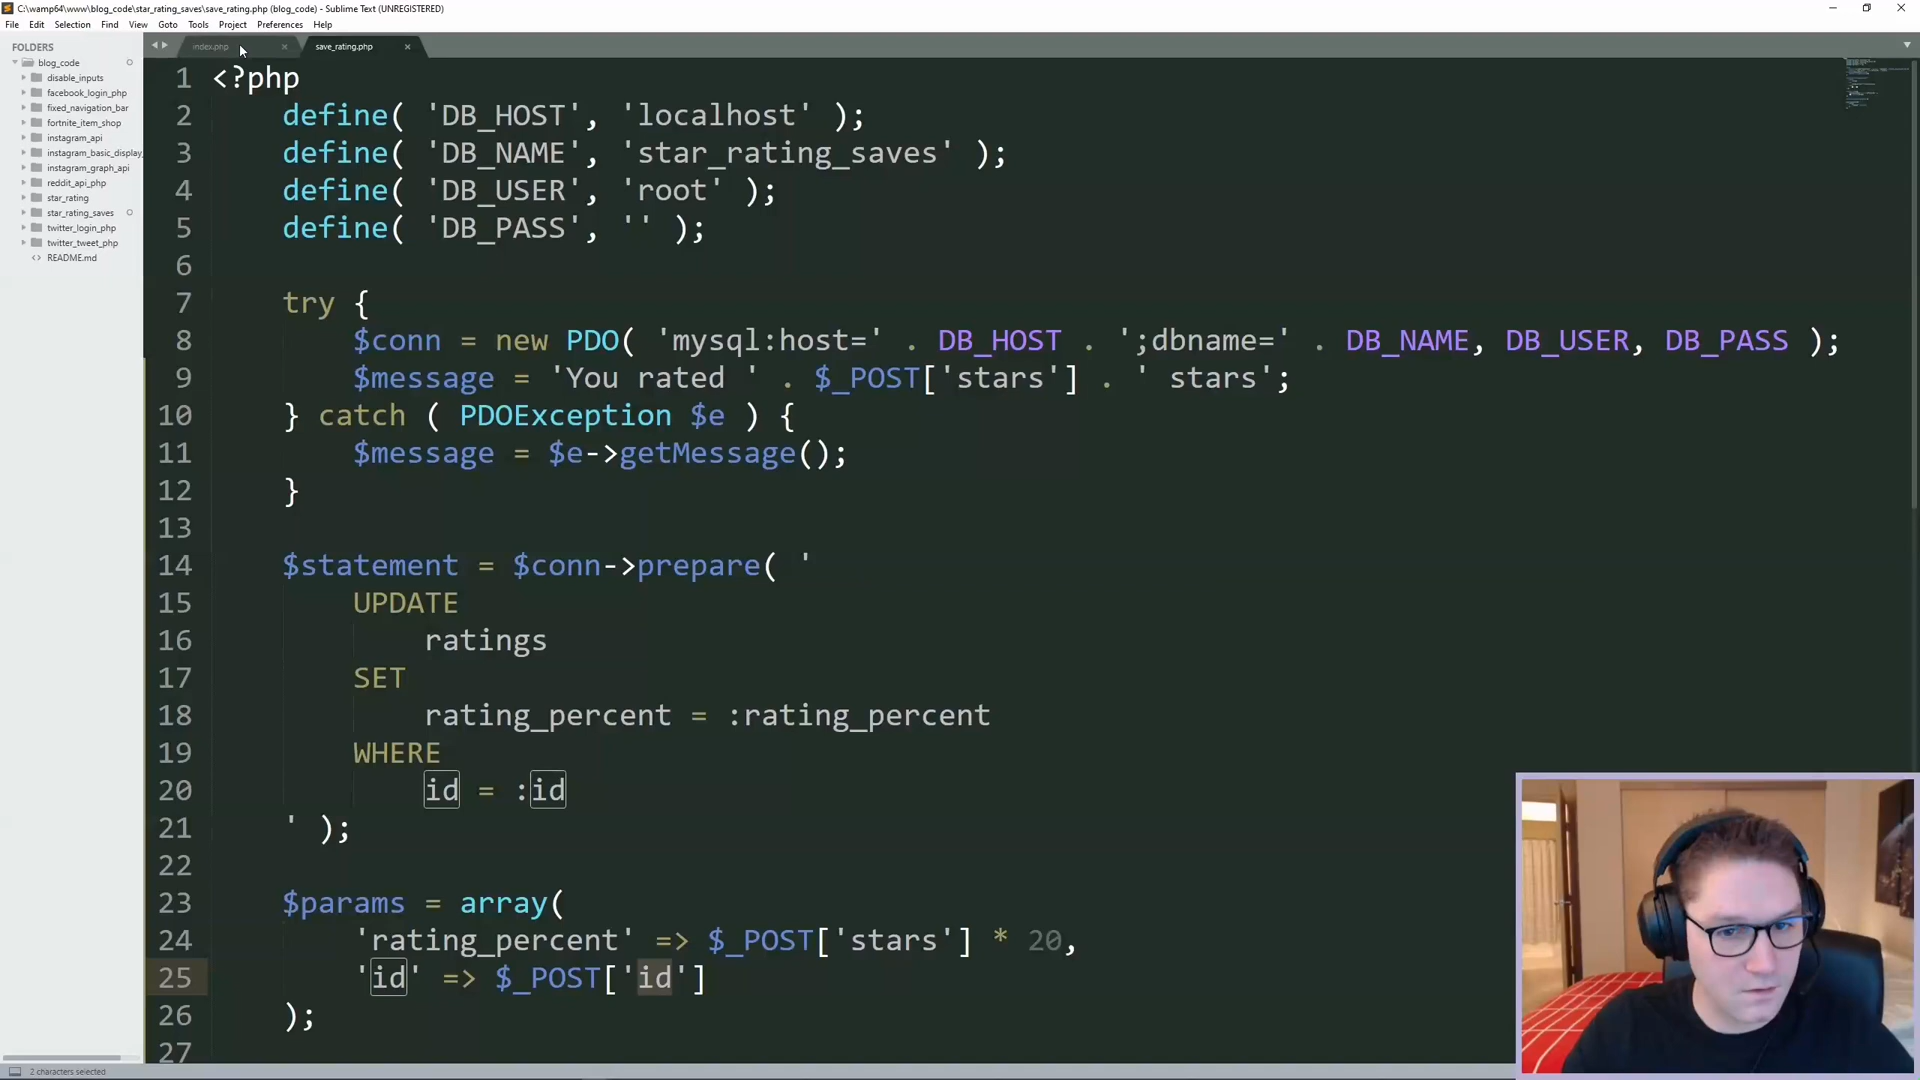 C:\wamp64\www\blog_code\star_rating_saves\save_rating.php (blog_code) - Sublime Text (UNREGISTERED)
File Edit Selection Find View Goto Tools Project Preferences Help
FOLDERS
blog_code
disable_inputs
facebook_login_php
fixed_navigation_bar
fortnite_item_shop
instagram_api
instagram_basic_display_
instagram_graph_api
reddit_api_php
star_rating
star_rating_saves
twitter_login_php
twitter_tweet_php
<> README.md
index.php save_rating.php
1 <?php
2 define( 'DB_HOST', 'localhost' );
3 define( 'DB_NAME', 'star_rating_saves' );
4 define( 'DB_USER', 'root' );
5 define( 'DB_PASS', '' );
6
7 try {
8 $conn = new PDO( 'mysql:host=' . DB_HOST . ';dbname=' . DB_NAME, DB_USER, DB_PASS );
9 $message = 'You rated ' . $_POST['stars'] . ' stars';
10 } catch ( PDOException $e ) {
11 $message = $e->getMessage();
12 }
13
14 $statement = $conn->prepare( '
15 UPDATE
16 ratings
17 SET
18 rating_percent = :rating_percent
19 WHERE
20 id = :id
21 ' );
22
23 $params = array(
24 'rating_percent' => $_POST['stars'] * 20,
25 'id' => $_POST['id']
26 );
27
2 characters selected